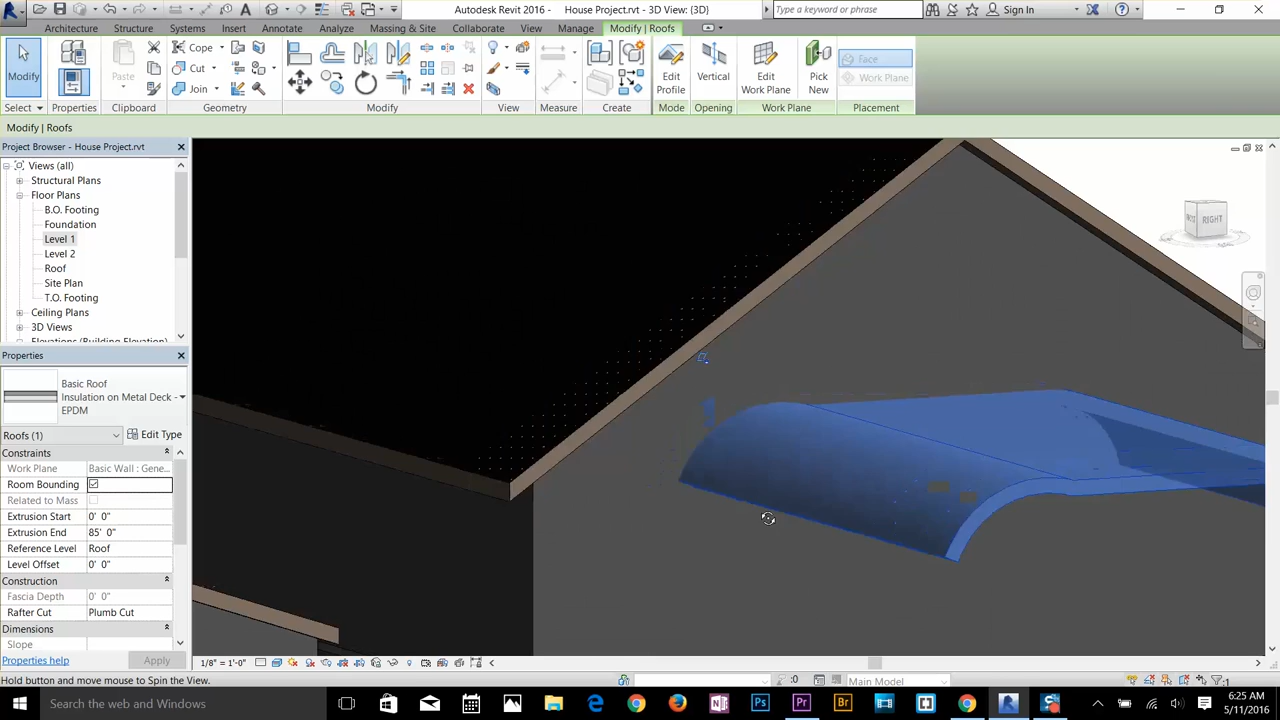 Autodesk Revit 2016 - House Project.rvt - 3D View: {3D}
Type a keyword or phrase
Sign In
Architecture Structure Systems Insert Annotate Analyze Massing & Site Collaborate View Manage Modify | Roofs
Modify
Paste
Cope
Cut
Join
Edit Profile
Vertical
Edit Work Plane
Pick New
Face
Work Plane
Select Properties Clipboard Geometry Modify View Measure Create Mode Opening Work Plane Placement
Modify | Roofs
Project Browser - House Project.rvt
Views (all)
Structural Plans
Floor Plans
B.O. Footing
Foundation
Level 1
Level 2
Roof
Site Plan
T.O. Footing
Ceiling Plans
3D Views
Elevations (Building Elevation)
RIGHT
Properties
Basic Roof
Insulation on Metal Deck -
EPDM
Roofs (1)
Edit Type
Constraints
Work Plane Basic Wall : Gene...
Room Bounding
Related to Mass
Extrusion Start 0' 0"
Extrusion End 85' 0"
Reference Level Roof
Level Offset 0' 0"
Construction
Fascia Depth 0' 0"
Rafter Cut Plumb Cut
Dimensions
Slope
Properties help
Apply
1/8" = 1'-0"
Hold button and move mouse to Spin the View.
:0
Main Model
:1
Search the web and Windows
6:25 AM
5/11/2016